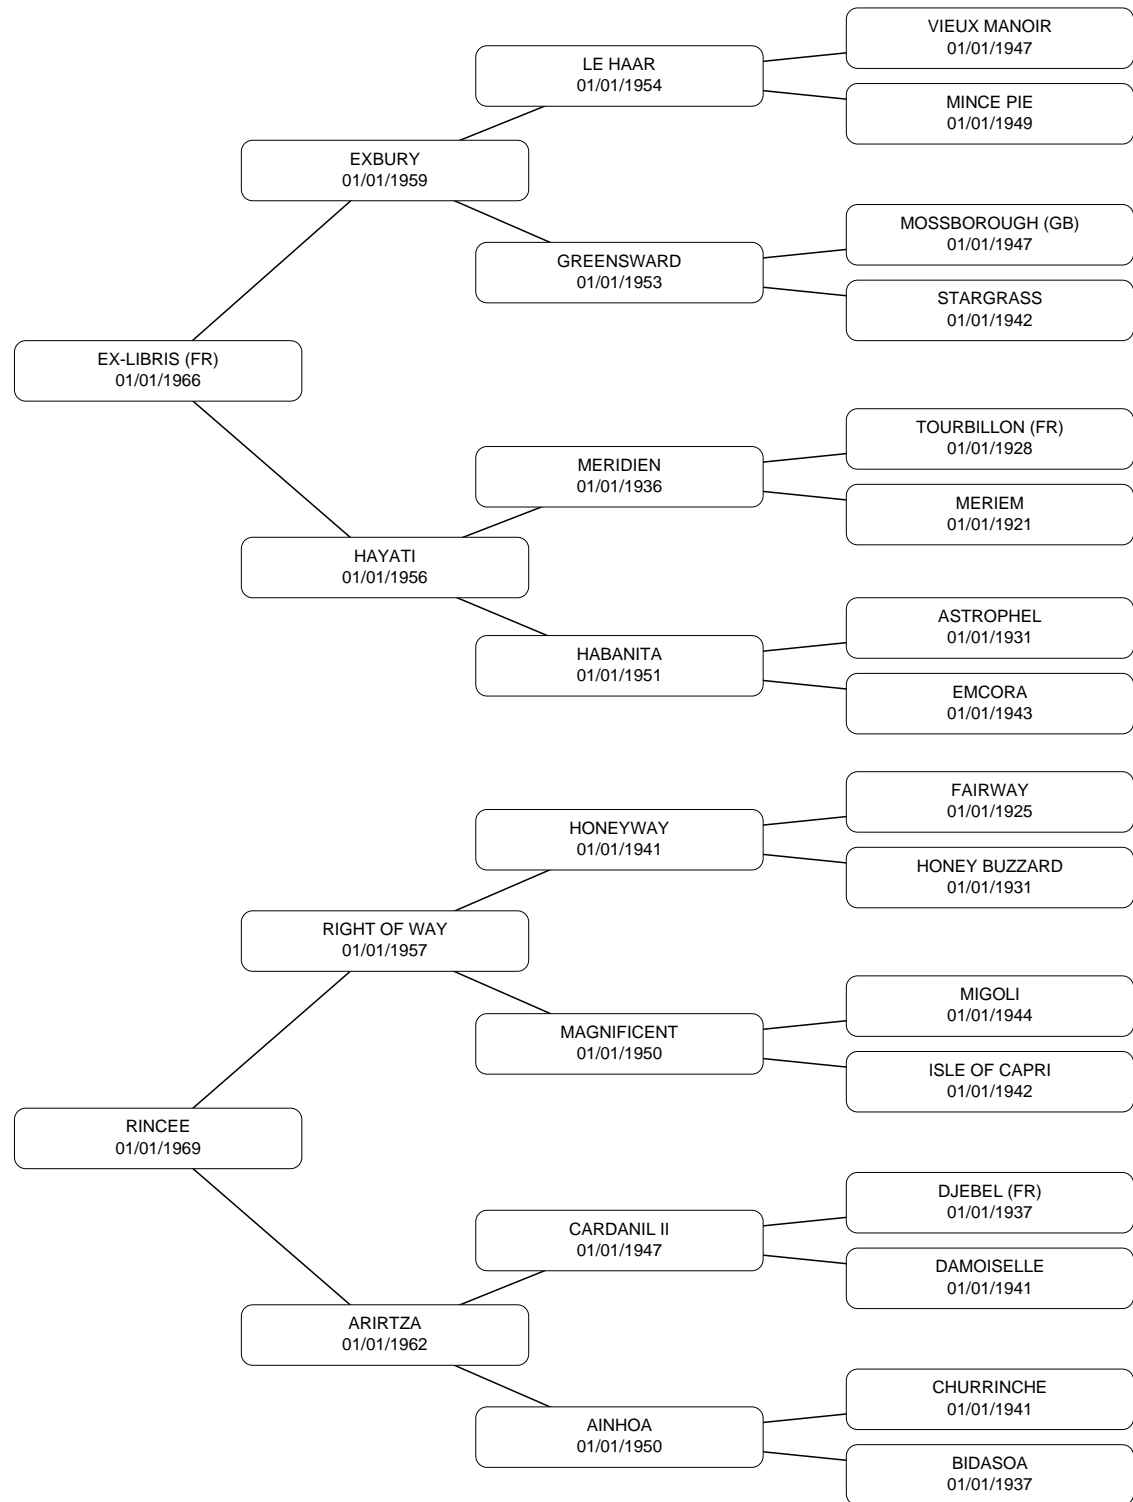 VIEUX MANOIR
01/01/1947
LE HAAR
01/01/1954
MINCE PIE
01/01/1949
EXBURY
01/01/1959
MOSSBOROUGH (GB)
01/01/1947
GREENSWARD
01/01/1953
STARGRASS
01/01/1942
EX-LIBRIS (FR)
01/01/1966
TOURBILLON (FR)
01/01/1928
MERIDIEN
01/01/1936
MERIEM
01/01/1921
HAYATI
01/01/1956
ASTROPHEL
01/01/1931
HABANITA
01/01/1951
EMCORA
01/01/1943
FAIRWAY
01/01/1925
HONEYWAY
01/01/1941
HONEY BUZZARD
01/01/1931
RIGHT OF WAY
01/01/1957
MIGOLI
01/01/1944
MAGNIFICENT
01/01/1950
ISLE OF CAPRI
01/01/1942
RINCEE
01/01/1969
DJEBEL (FR)
01/01/1937
CARDANIL II
01/01/1947
DAMOISELLE
01/01/1941
ARIRTZA
01/01/1962
CHURRINCHE
01/01/1941
AINHOA
01/01/1950
BIDASOA
01/01/1937